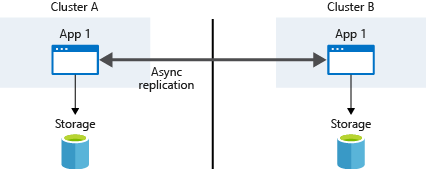 Cluster A
Cluster B
App 1
App 1
Async
replication
Storage
Storage